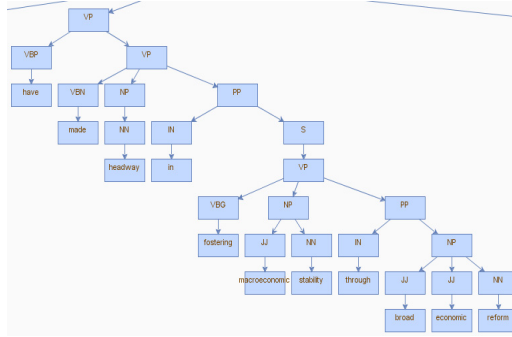 VP
VBP VP
have VBN NP PP
made NN IN S
headway in VP
VBG NP PP
fostering JJ NN IN NP
macroeconomic stability through JJ JJ NN
broad economic reform